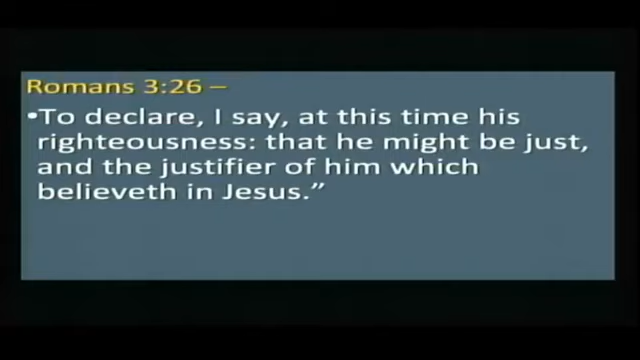 Romans 3:26 –
•To declare, I say, at this time his
righteousness: that he might be just,
and the justifier of him which
believeth in Jesus.”